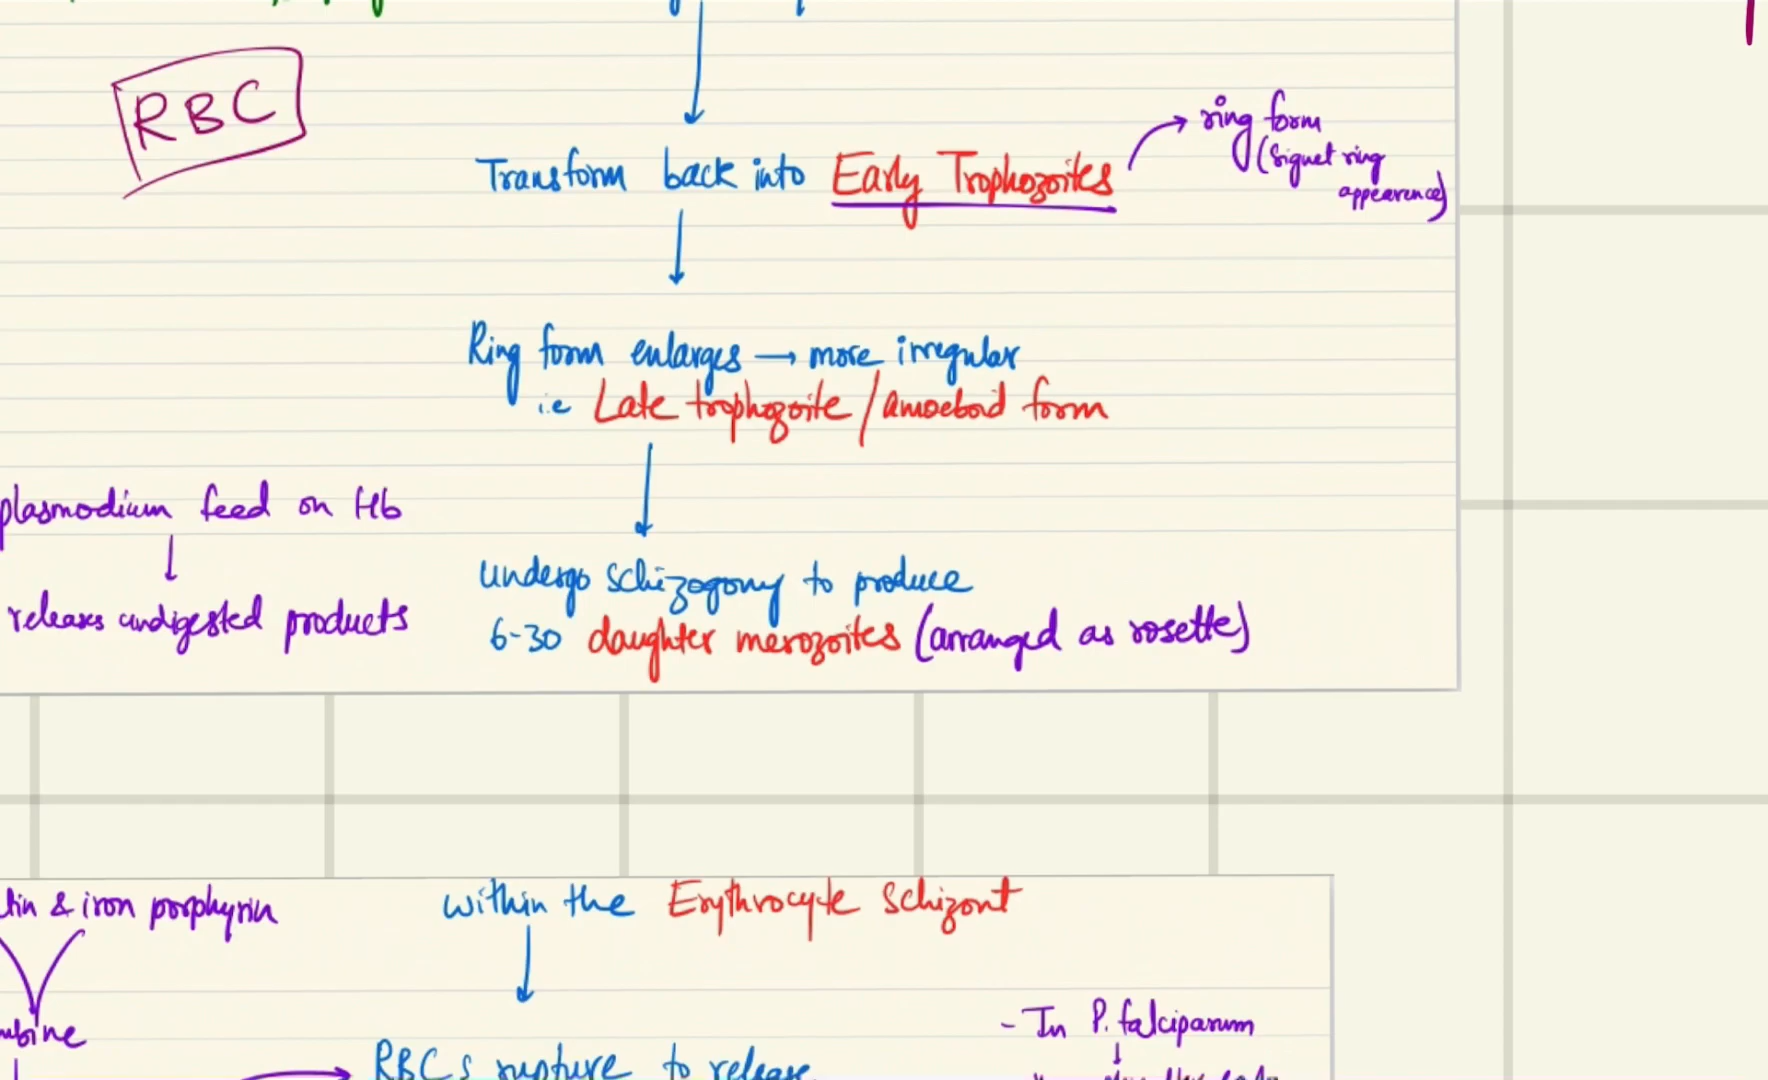 RBC
Transform back into Early Trophozoites
ring form
(Signet ring
appearence)
Ring form enlarges → more irregular
i.e Late trophozoite / amoeboid form
plasmodium feed on Hb
releases undigested products
undergo schizogony to produce
6-30 daughter merozoites (arranged as rosette)
& iron porphyrin
within the Erythrocyte Schizont
- In P. falciparum
RBCs rupture to release